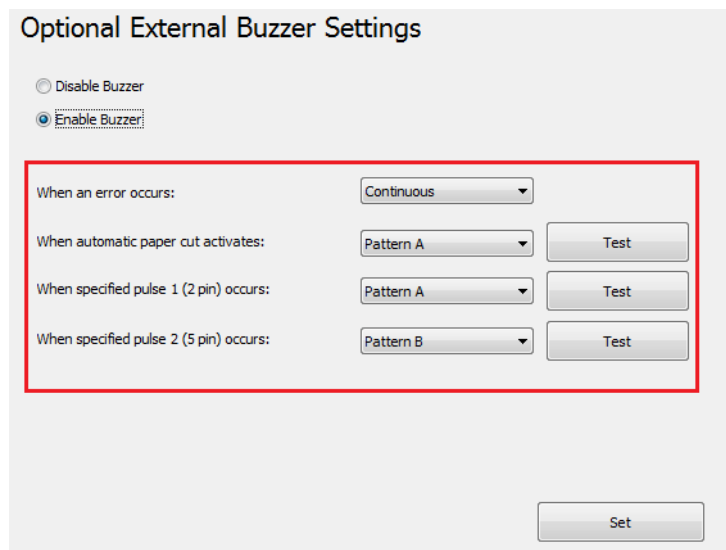 Optional External Buzzer Settings
Disable Buzzer
Enable Buzzer
When an error occurs: Continuous
When automatic paper cut activates: Pattern A Test
When specified pulse 1 (2 pin) occurs: Pattern A Test
When specified pulse 2 (5 pin) occurs: Pattern B Test
Set